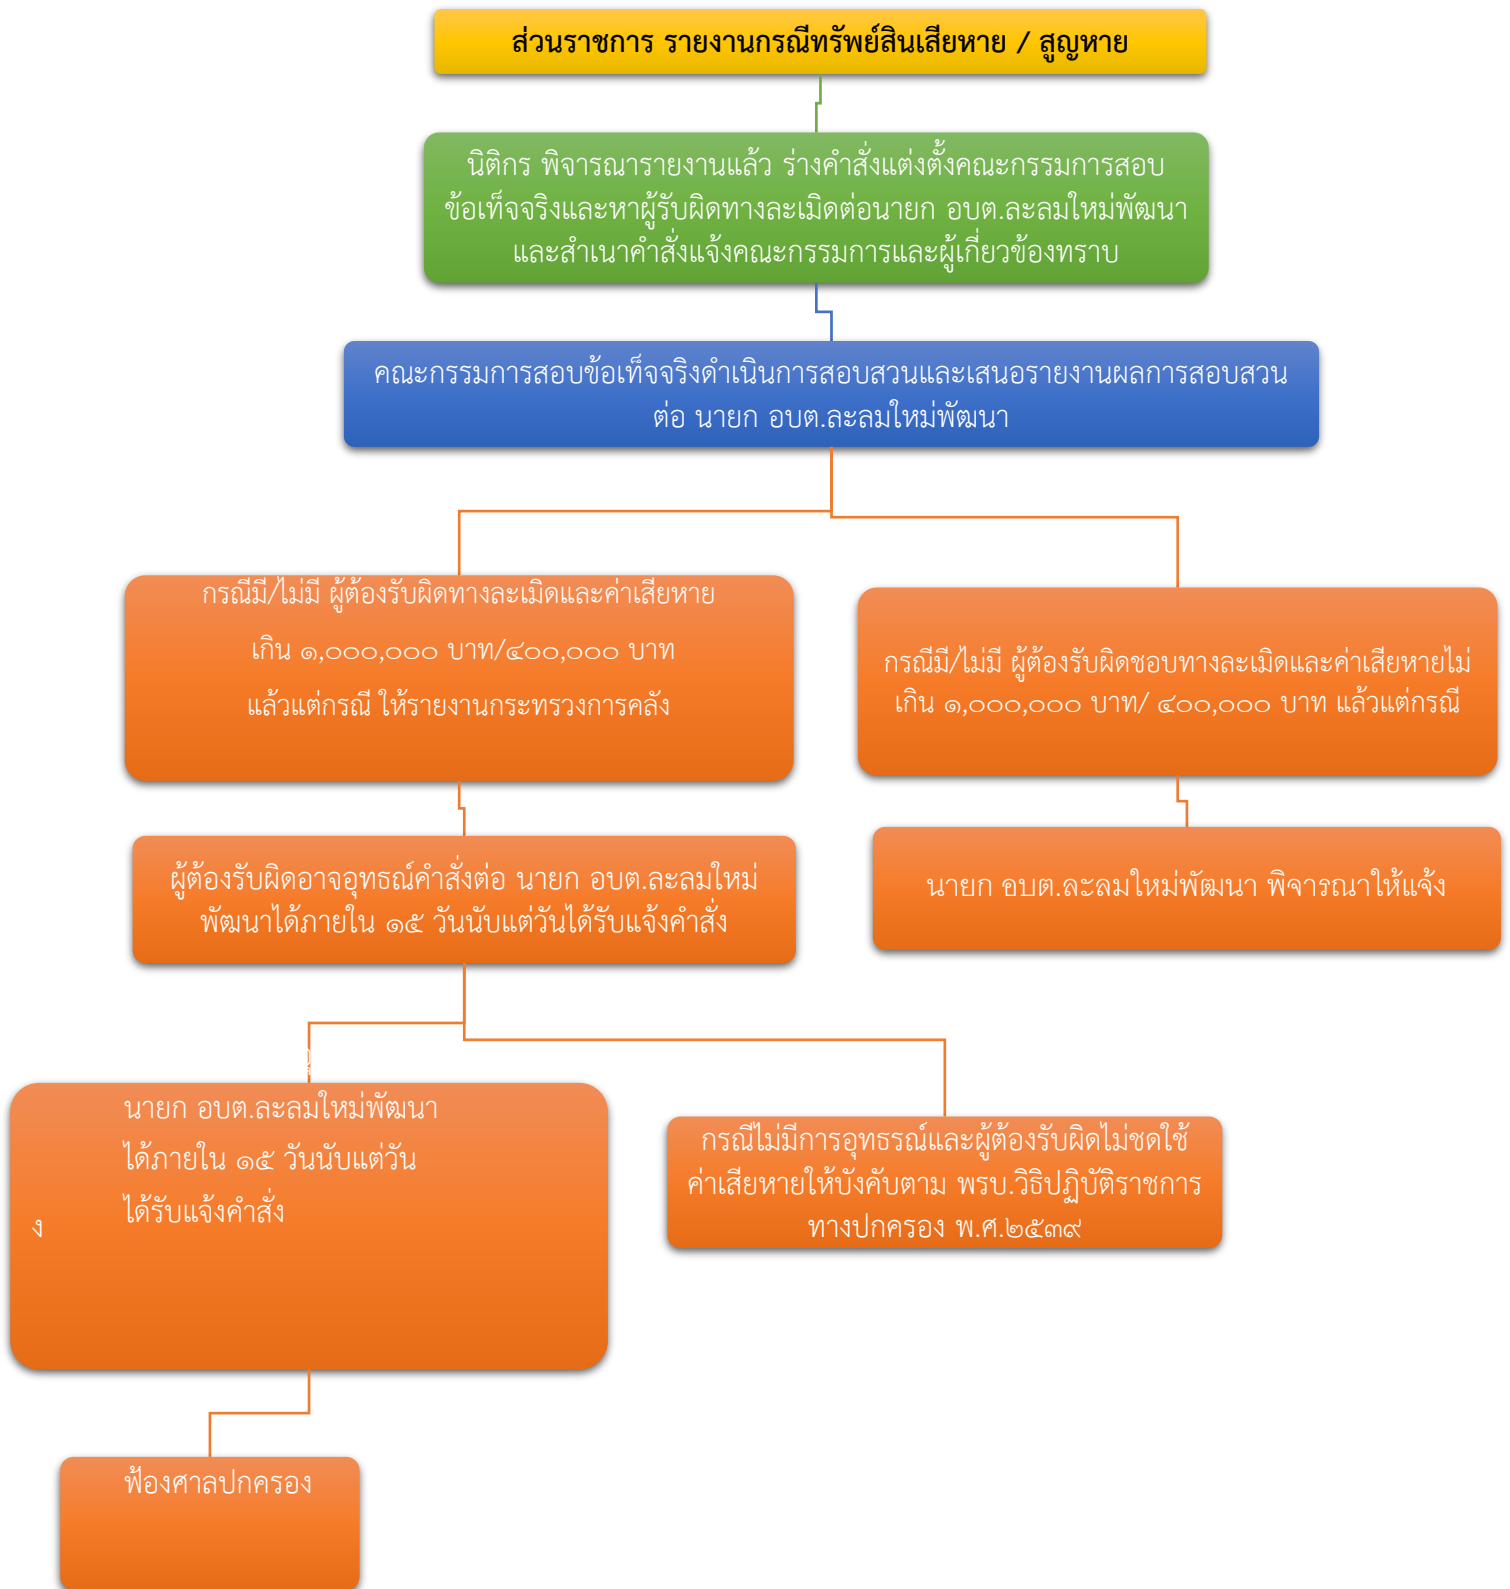 ส่วนราชการ รายงานกรณีทรัพย์สินเสียหาย / สูญหาย
นิติกร พิจารณารายงานแล้ว ร่างคำสั่งแต่งตั้งคณะกรรมการสอบ
ข้อเท็จจริงและหาผู้รับผิดทางละเมิดต่อนายก อบต.ละลมใหม่พัฒนา
และสำเนาคำสั่งแจ้งคณะกรรมการและผู้เกี่ยวข้องทราบ
คณะกรรมการสอบข้อเท็จจริงดำเนินการสอบสวนและเสนอรายงานผลการสอบสวน
ต่อ นายก อบต.ละลมใหม่พัฒนา
กรณีมี/ไม่มี ผู้ต้องรับผิดทางละเมิดและค่าเสียหาย
เกิน ๑,๐๐๐,๐๐๐ บาท/๔๐๐,๐๐๐ บาท
แล้วแต่กรณี ให้รายงานกระทรวงการคลัง
กรณีมี/ไม่มี ผู้ต้องรับผิดชอบทางละเมิดและค่าเสียหายไม่
เกิน ๑,๐๐๐,๐๐๐ บาท/ ๔๐๐,๐๐๐ บาท แล้วแต่กรณี
ผู้ต้องรับผิดอาจอุทธณ์คำสั่งต่อ นายก อบต.ละลมใหม่
พัฒนาได้ภายใน ๑๕ วันนับแต่วันได้รับแจ้งคำสั่ง
นายก อบต.ละลมใหม่พัฒนา พิจารณาให้แจ้ง
นายก อบต.ละลมใหม่พัฒนา
ได้ภายใน ๑๕ วันนับแต่วัน
ได้รับแจ้งคำสั่ง
ง
กรณีไม่มีการอุทธรณ์และผู้ต้องรับผิดไม่ชดใช้
ค่าเสียหายให้บังคับตาม พรบ.วิธิปฏิบัติราชการ
ทางปกครอง พ.ศ.๒๕๓๙
ฟ้องศาลปกครอง